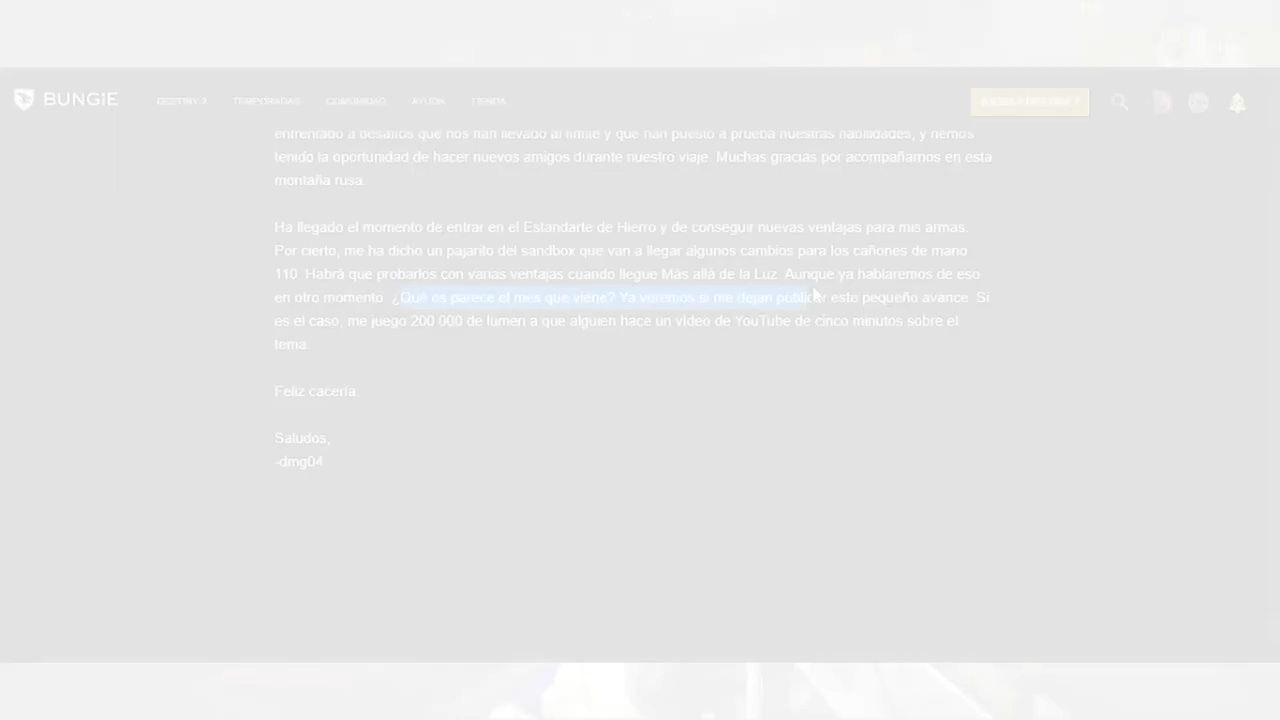 BUNGiE
DESTINY 2 TEMPORADAS COMUNIDAD AYUDA TIENDA
enfrentado a desafíos que nos han llevado al límite y que han puesto a prueba nuestras habilidades, y hemos
tenido la oportunidad de hacer nuevos amigos durante nuestro viaje. Muchas gracias por acompañarnos en esta
montaña rusa.
Ha llegado el momento de entrar en el Estandarte de Hierro y de conseguir nuevas ventajas para mis armas.
Por cierto, me ha dicho un pajarito del sandbox que van a llegar algunos cambios para los cañones de mano
110. Habrá que probarlos con varias ventajas cuando llegue Más allá de la Luz. Aunque ya hablaremos de eso
en otro momento. ¿Qué os parece el mes que viene? Ya veremos si me dejan publicar este pequeño avance. Si
es el caso, me juego 200 000 de lumen a que alguien hace un vídeo de YouTube de cinco minutos sobre el
tema.
Feliz cacería.
Saludos,
-dmg04